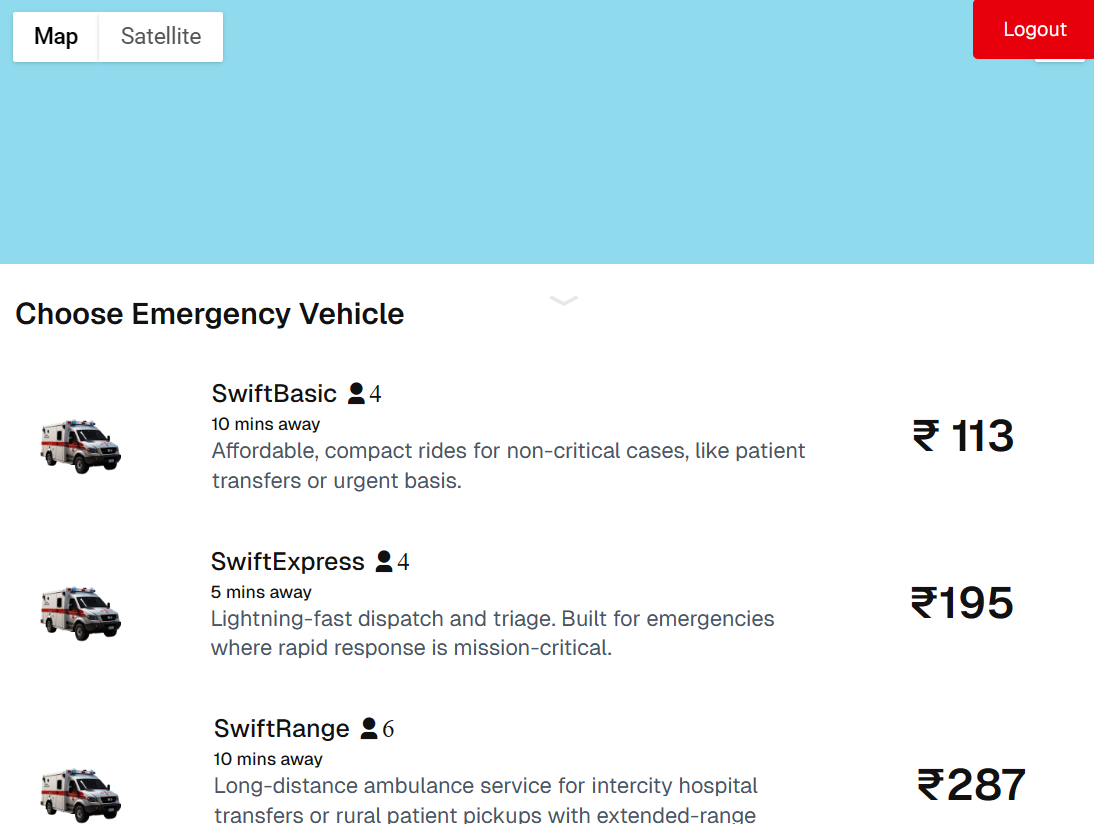 Map Satellite Logout
Choose Emergency Vehicle
SwiftBasic 4
10 mins away
Affordable, compact rides for non-critical cases, like patient
transfers or urgent basis.
₹ 113
SwiftExpress 4
5 mins away
Lightning-fast dispatch and triage. Built for emergencies
where rapid response is mission-critical.
₹195
SwiftRange 6
10 mins away
Long-distance ambulance service for intercity hospital
transfers or rural patient pickups with extended-range
₹287